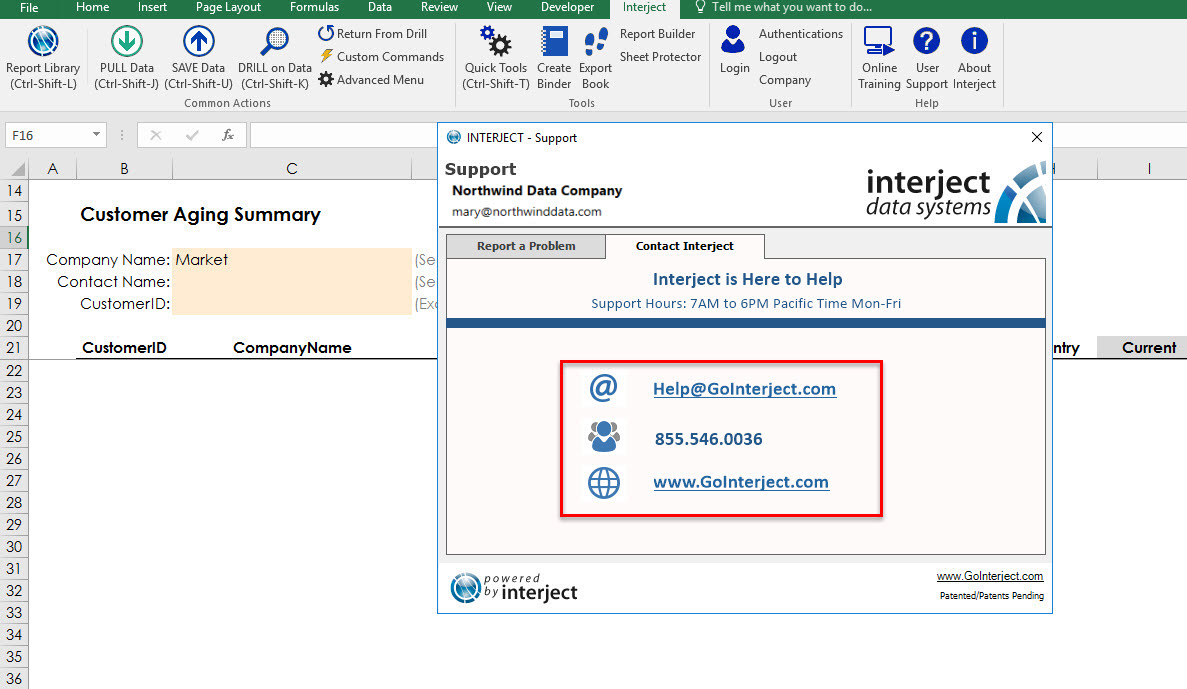 File Home Insert Page Layout Formulas Data Review View Developer Interject Tell me what you want to do...
Report Library
(Ctrl-Shift-L)
PULL Data
(Ctrl-Shift-J)
SAVE Data
(Ctrl-Shift-U)
DRILL on Data
(Ctrl-Shift-K)
Return From Drill
Custom Commands
Advanced Menu
Common Actions
Quick Tools
(Ctrl-Shift-T)
Create
Binder
Export
Book
Report Builder
Sheet Protector
Tools
Login
Authentications
Logout
Company
User
Online
Training
User
Support
About
Interject
Help
F16
fx
A B C I
14
15 Customer Aging Summary
16
17 Company Name: Market (Se
18 Contact Name: (Se
19 CustomerID: (Exc
20
21 CustomerID CompanyName ntry Current
22
23
24
25
26
27
28
29
30
31
32
33
34
35
36
INTERJECT - Support
Support
Northwind Data Company
mary@northwinddata.com
interject
data systems
Report a Problem Contact Interject
Interject is Here to Help
Support Hours: 7AM to 6PM Pacific Time Mon-Fri
@ Help@GoInterject.com
855.546.0036
www.GoInterject.com
powered
by interject
www.GoInterject.com
Patented/Patents Pending